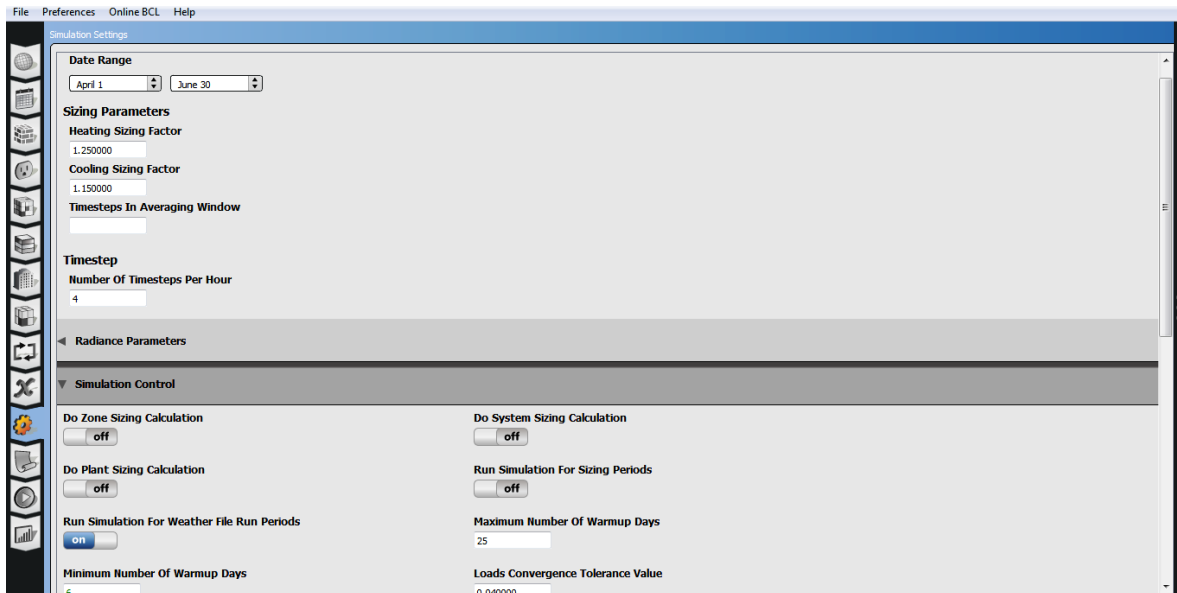 File Preferences Online BCL Help
Simulation Settings
Date Range
April 1 June 30
Sizing Parameters
Heating Sizing Factor
1.250000
Cooling Sizing Factor
1.150000
Timesteps In Averaging Window
Timestep
Number Of Timesteps Per Hour
4
Radiance Parameters
Simulation Control
Do Zone Sizing Calculation Do System Sizing Calculation
off off
Do Plant Sizing Calculation Run Simulation For Sizing Periods
off off
Run Simulation For Weather File Run Periods Maximum Number Of Warmup Days
on 25
Minimum Number Of Warmup Days Loads Convergence Tolerance Value
6 0.040000